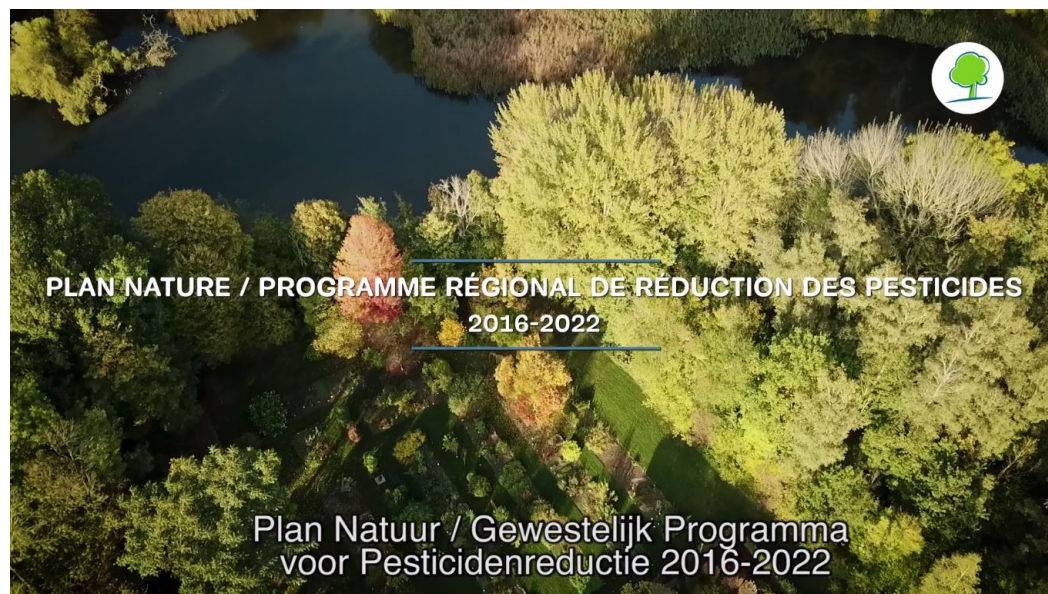 PLAN NATURE / PROGRAMME RÉGIONAL DE RÉDUCTION DES PESTICIDES
2016-2022
Plan Natuur / Gewestelijk Programma
voor Pesticidenreductie 2016-2022